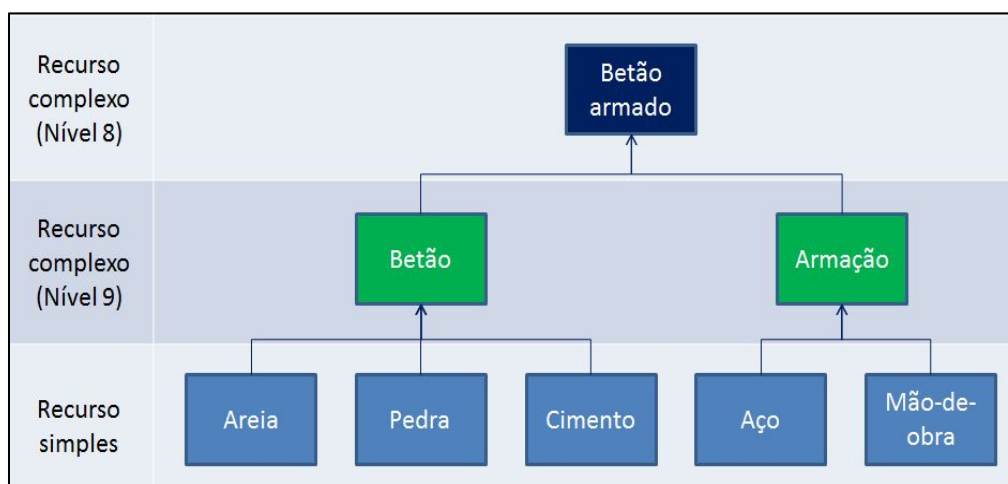 Recurso
complexo
(Nível 8)
Betão
armado
Recurso
complexo
(Nível 9)
Betão
Armação
Recurso
simples
Areia
Pedra
Cimento
Aço
Mão-de-
obra